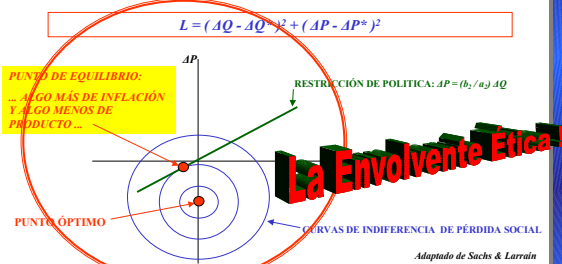 L = ( ΔQ - ΔQ* )² + ( ΔP - ΔP* )²
ΔP
PUNTO DE EQUILIBRIO:
... ALGO MÁS DE INFLACIÓN
Y ALGO MENOS DE
PRODUCTO ...
RESTRICCIÓN DE POLITICA: ΔP = (b₂ / a₂) ΔQ
La Envolvente Ética
PUNTO ÓPTIMO
CURVAS DE INDIFERENCIA DE PÉRDIDA SOCIAL
Adaptado de Sachs & Larraín